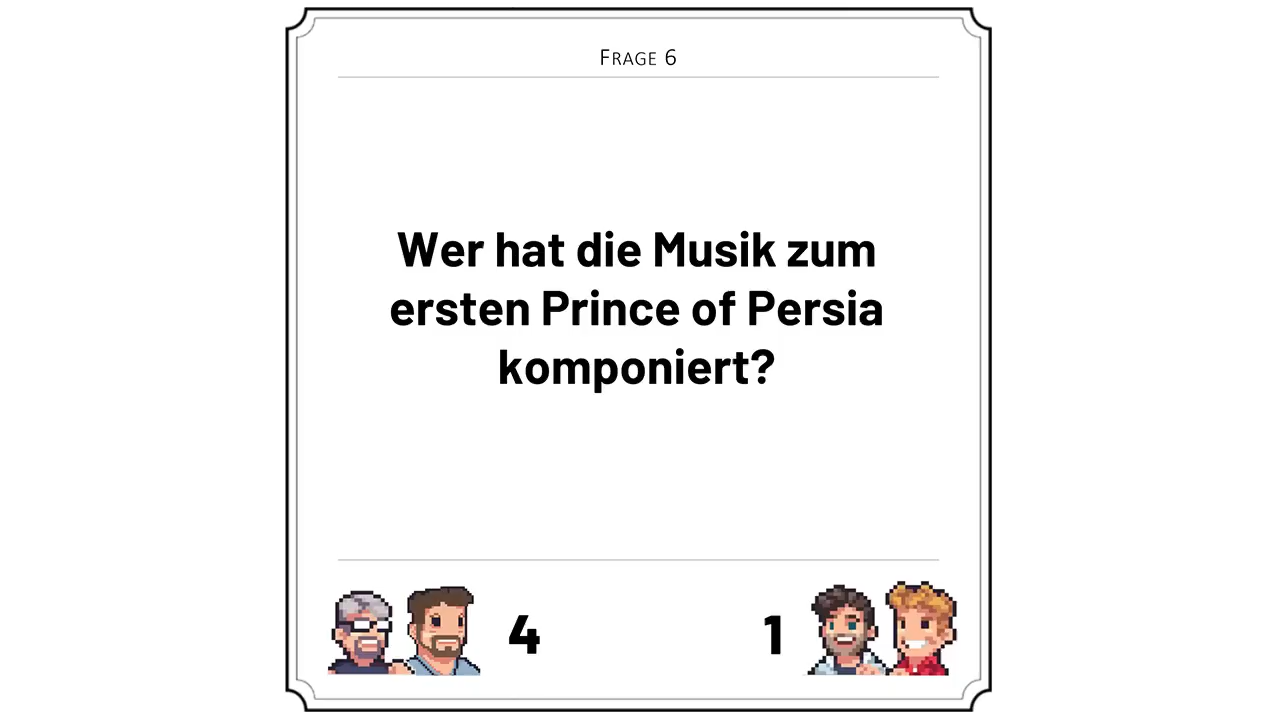 Frage 6
Wer hat die Musik zum
ersten Prince of Persia
komponiert?
4 1